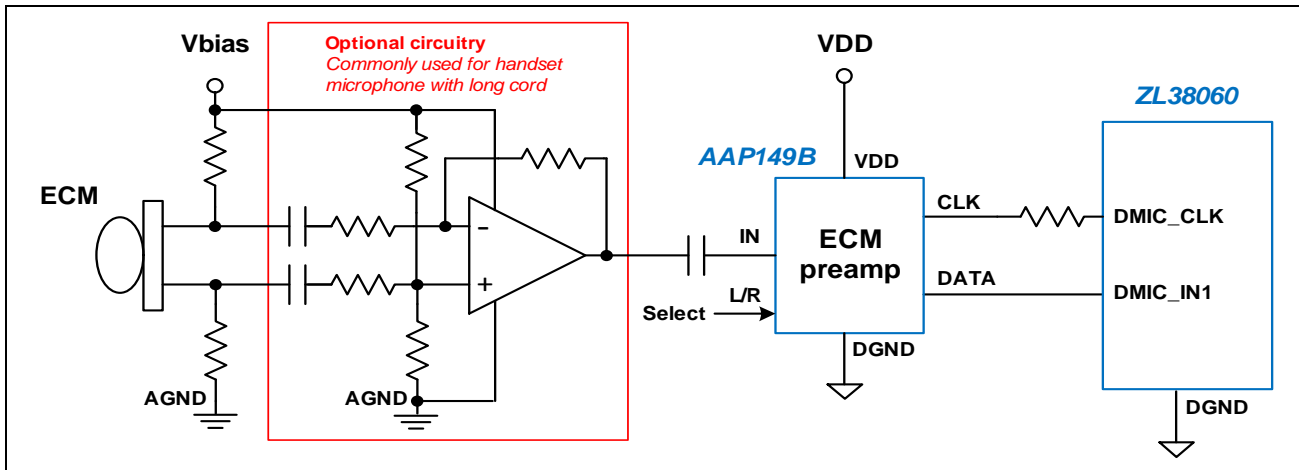 Vbias
Optional circuitry
Commonly used for handset
microphone with long cord
VDD
ZL38060
AAP149B
VDD
ECM
CLK
DMIC_CLK
-
IN
ECM
preamp
+
DATA
DMIC_IN1
L/R
Select
DGND
AGND
AGND
DGND